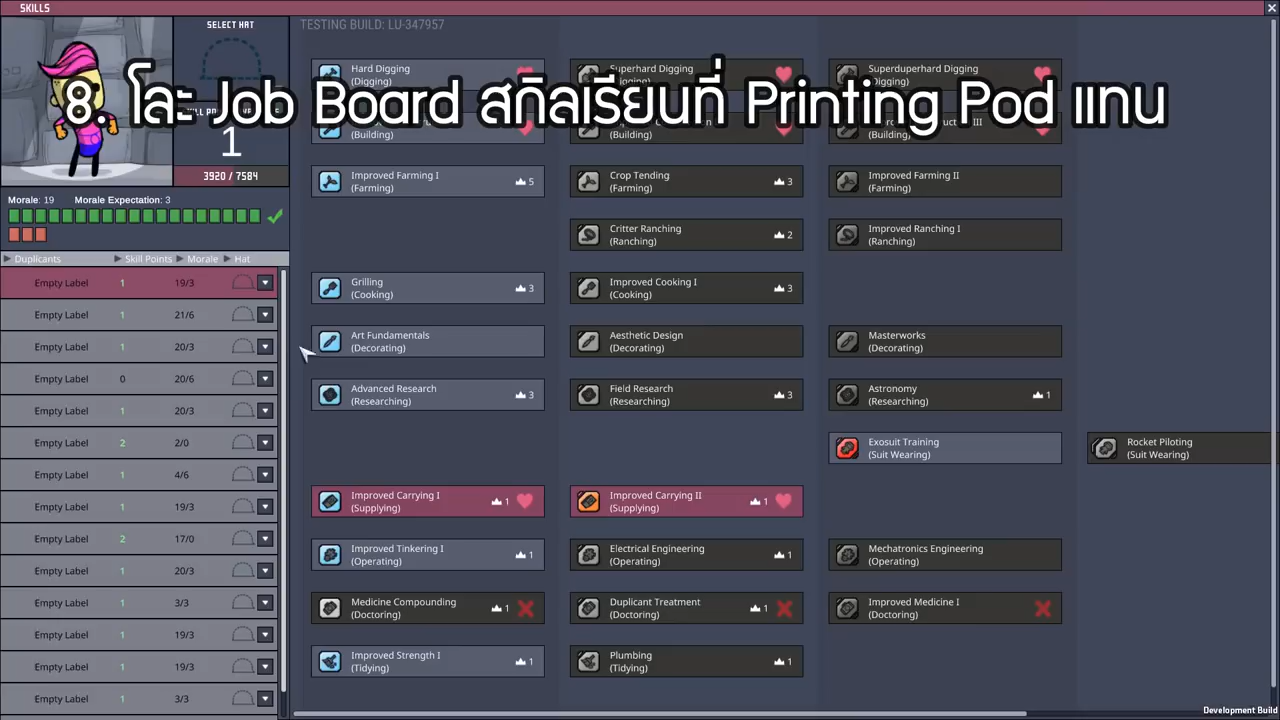 SKILLS
SELECT HAT
TESTING BUILD: LU-347957
8. โละ Job Board สกิลเรียนที่ Printing Pod แทน
1
3920 / 7584
Morale: 19 Morale Expectation: 3
Duplicants Skill Points Morale Hat
Empty Label 1 19/3
Empty Label 1 21/6
Empty Label 1 20/3
Empty Label 0 20/6
Empty Label 1 20/3
Empty Label 2 2/0
Empty Label 1 4/6
Empty Label 1 19/3
Empty Label 2 17/0
Empty Label 1 20/3
Empty Label 1 3/3
Empty Label 1 19/3
Empty Label 1 19/3
Empty Label 1 3/3
Hard Digging
(Digging)
Superhard Digging
(Digging)
Superduperhard Digging
(Digging)
(Building)
(Building)
(Building)
Improved Farming I
(Farming)
5
Crop Tending
(Farming)
3
Improved Farming II
(Farming)
Critter Ranching
(Ranching)
2
Improved Ranching I
(Ranching)
Grilling
(Cooking)
3
Improved Cooking I
(Cooking)
3
Art Fundamentals
(Decorating)
Aesthetic Design
(Decorating)
Masterworks
(Decorating)
Advanced Research
(Researching)
3
Field Research
(Researching)
3
Astronomy
(Researching)
1
Exosuit Training
(Suit Wearing)
Rocket Piloting
(Suit Wearing)
Improved Carrying I
(Supplying)
1
Improved Carrying II
(Supplying)
1
Improved Tinkering I
(Operating)
1
Electrical Engineering
(Operating)
1
Mechatronics Engineering
(Operating)
Medicine Compounding
(Doctoring)
1
Duplicant Treatment
(Doctoring)
1
Improved Medicine I
(Doctoring)
Improved Strength I
(Tidying)
1
Plumbing
(Tidying)
1
Development Build